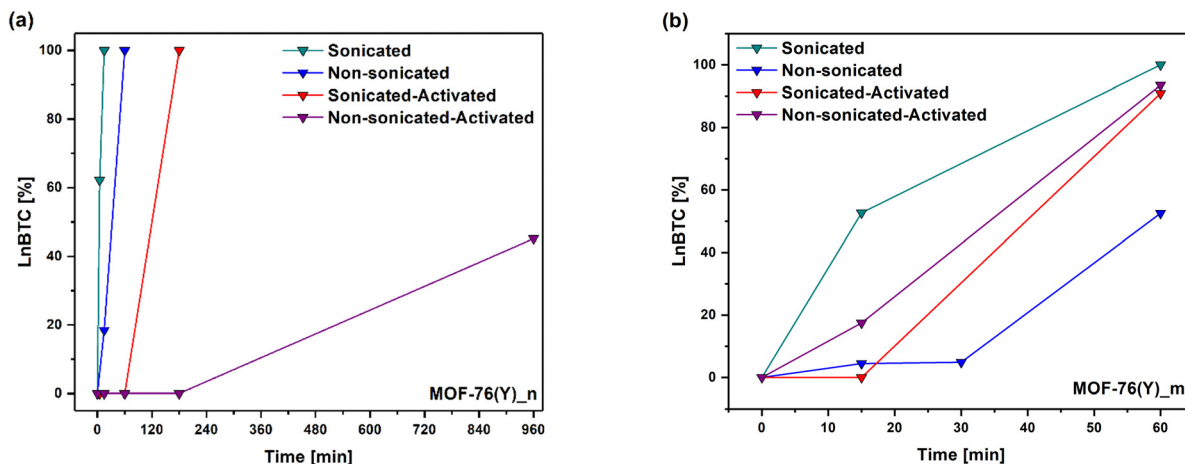 (a)
100
80
60
40
20
0
LnBTC [%]
Sonicated
Non-sonicated
Sonicated-Activated
Non-sonicated-Activated
MOF-76(Y)_n
0 120 240 360 480 600 720 840 960
Time [min]
(b)
100
80
60
40
20
0
LnBTC [%]
Sonicated
Non-sonicated
Sonicated-Activated
Non-sonicated-Activated
MOF-76(Y)_m
0 10 20 30 40 50 60
Time [min]